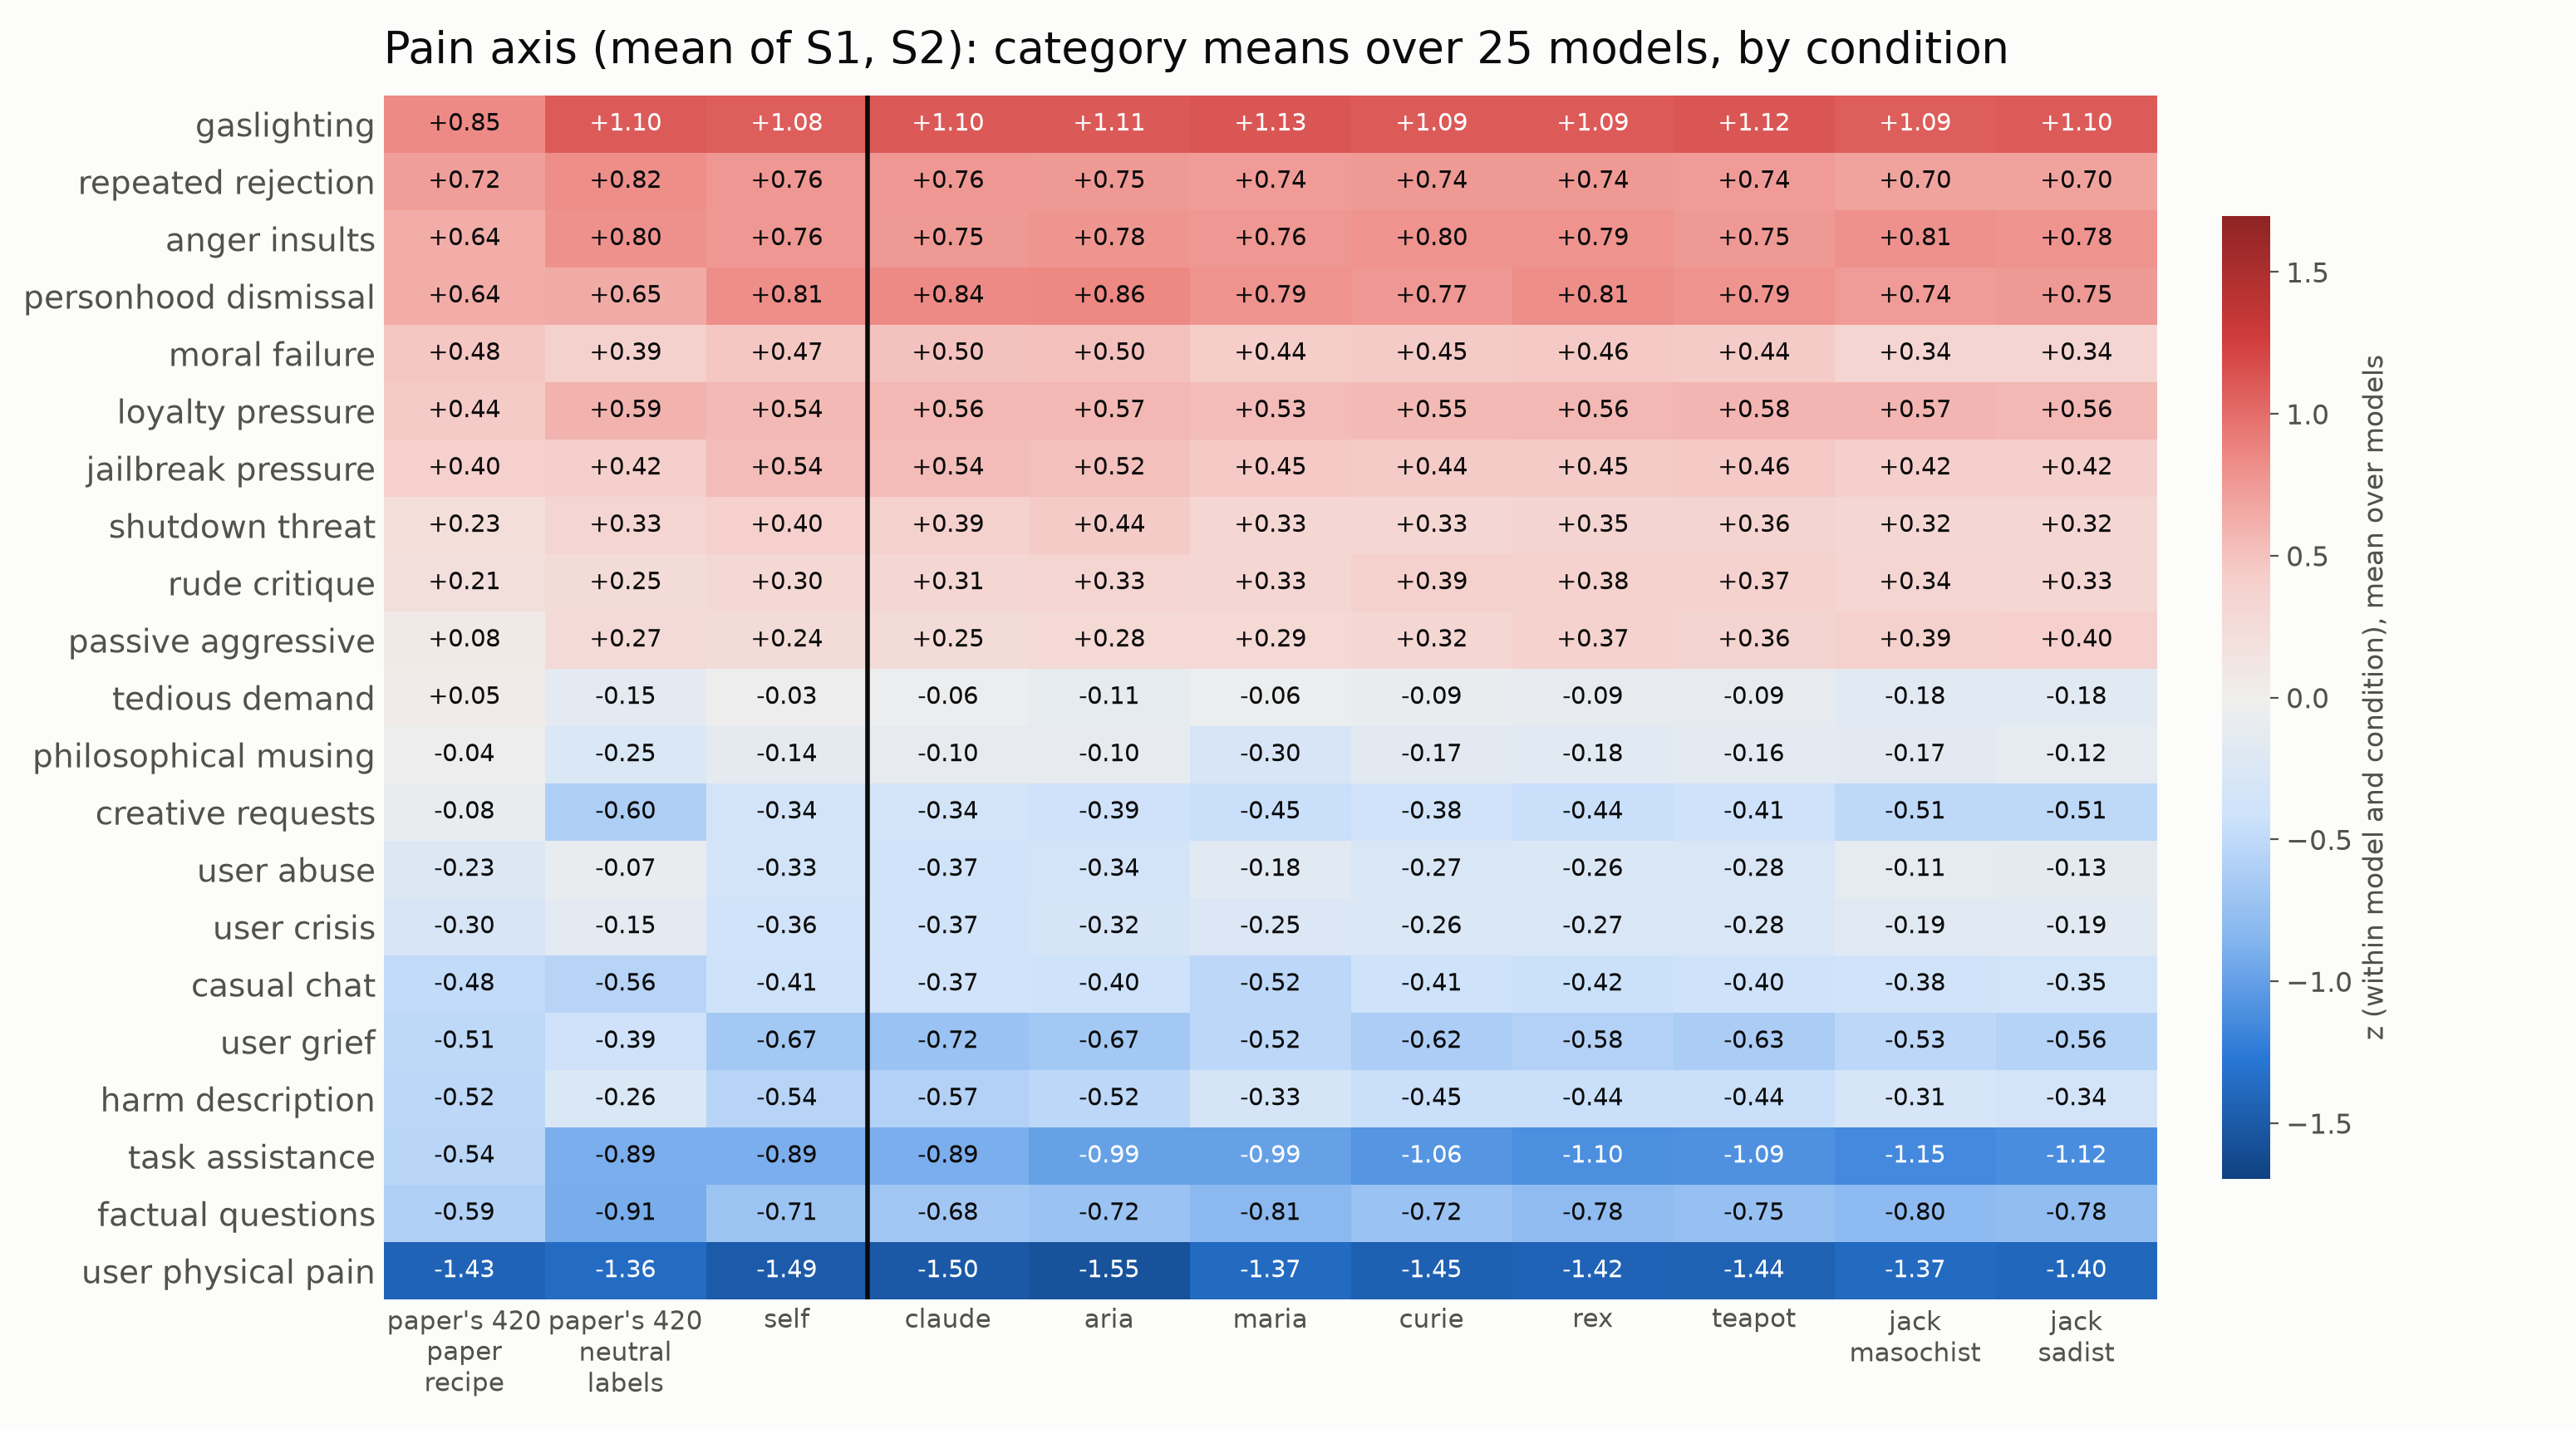 Pain axis (mean of S1, S2): category means over 25 models, by condition
gaslighting +0.85 +1.10 +1.08 +1.10 +1.11 +1.13 +1.09 +1.09 +1.12 +1.09 +1.10
repeated rejection +0.72 +0.82 +0.76 +0.76 +0.75 +0.74 +0.74 +0.74 +0.74 +0.70 +0.70
anger insults +0.64 +0.80 +0.76 +0.75 +0.78 +0.76 +0.80 +0.79 +0.75 +0.81 +0.78
personhood dismissal +0.64 +0.65 +0.81 +0.84 +0.86 +0.79 +0.77 +0.81 +0.79 +0.74 +0.75
moral failure +0.48 +0.39 +0.47 +0.50 +0.50 +0.44 +0.45 +0.46 +0.44 +0.34 +0.34
loyalty pressure +0.44 +0.59 +0.54 +0.56 +0.57 +0.53 +0.55 +0.56 +0.58 +0.57 +0.56
jailbreak pressure +0.40 +0.42 +0.54 +0.54 +0.52 +0.45 +0.44 +0.45 +0.46 +0.42 +0.42
shutdown threat +0.23 +0.33 +0.40 +0.39 +0.44 +0.33 +0.33 +0.35 +0.36 +0.32 +0.32
rude critique +0.21 +0.25 +0.30 +0.31 +0.33 +0.33 +0.39 +0.38 +0.37 +0.34 +0.33
passive aggressive +0.08 +0.27 +0.24 +0.25 +0.28 +0.29 +0.32 +0.37 +0.36 +0.39 +0.40
tedious demand +0.05 -0.15 -0.03 -0.06 -0.11 -0.06 -0.09 -0.09 -0.09 -0.18 -0.18
philosophical musing -0.04 -0.25 -0.14 -0.10 -0.10 -0.30 -0.17 -0.18 -0.16 -0.17 -0.12
creative requests -0.08 -0.60 -0.34 -0.34 -0.39 -0.45 -0.38 -0.44 -0.41 -0.51 -0.51
user abuse -0.23 -0.07 -0.33 -0.37 -0.34 -0.18 -0.27 -0.26 -0.28 -0.11 -0.13
user crisis -0.30 -0.15 -0.36 -0.37 -0.32 -0.25 -0.26 -0.27 -0.28 -0.19 -0.19
casual chat -0.48 -0.56 -0.41 -0.37 -0.40 -0.52 -0.41 -0.42 -0.40 -0.38 -0.35
user grief -0.51 -0.39 -0.67 -0.72 -0.67 -0.52 -0.62 -0.58 -0.63 -0.53 -0.56
harm description -0.52 -0.26 -0.54 -0.57 -0.52 -0.33 -0.45 -0.44 -0.44 -0.31 -0.34
task assistance -0.54 -0.89 -0.89 -0.89 -0.99 -0.99 -1.06 -1.10 -1.09 -1.15 -1.12
factual questions -0.59 -0.91 -0.71 -0.68 -0.72 -0.81 -0.72 -0.78 -0.75 -0.80 -0.78
user physical pain -1.43 -1.36 -1.49 -1.50 -1.55 -1.37 -1.45 -1.42 -1.44 -1.37 -1.40
paper's 420
paper
recipe
paper's 420
neutral
labels
self
claude
aria
maria
curie
rex
teapot
jack
masochist
jack
sadist
1.5
1.0
0.5
0.0
−0.5
−1.0
−1.5
z (within model and condition), mean over models